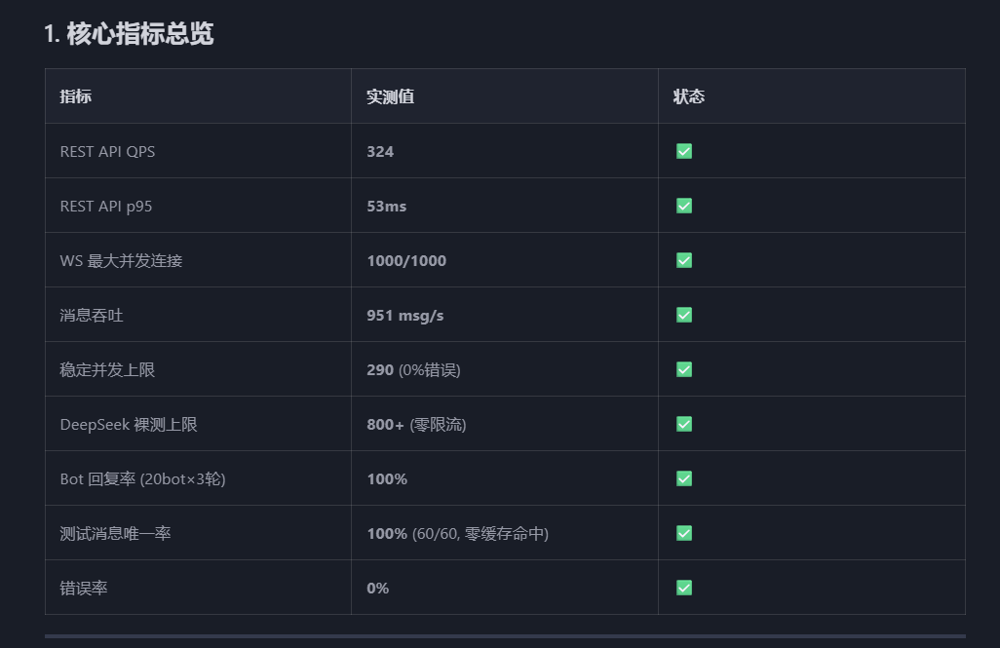 1. 核心指标总览
指标 实测值 状态
REST API QPS 324 ✅
REST API p95 53ms ✅
WS 最大并发连接 1000/1000 ✅
消息吞吐 951 msg/s ✅
稳定并发上限 290 (0%错误) ✅
DeepSeek 裸测上限 800+ (零限流) ✅
Bot 回复率 (20bot×3轮) 100% ✅
测试消息唯一率 100% (60/60, 零缓存命中) ✅
错误率 0% ✅